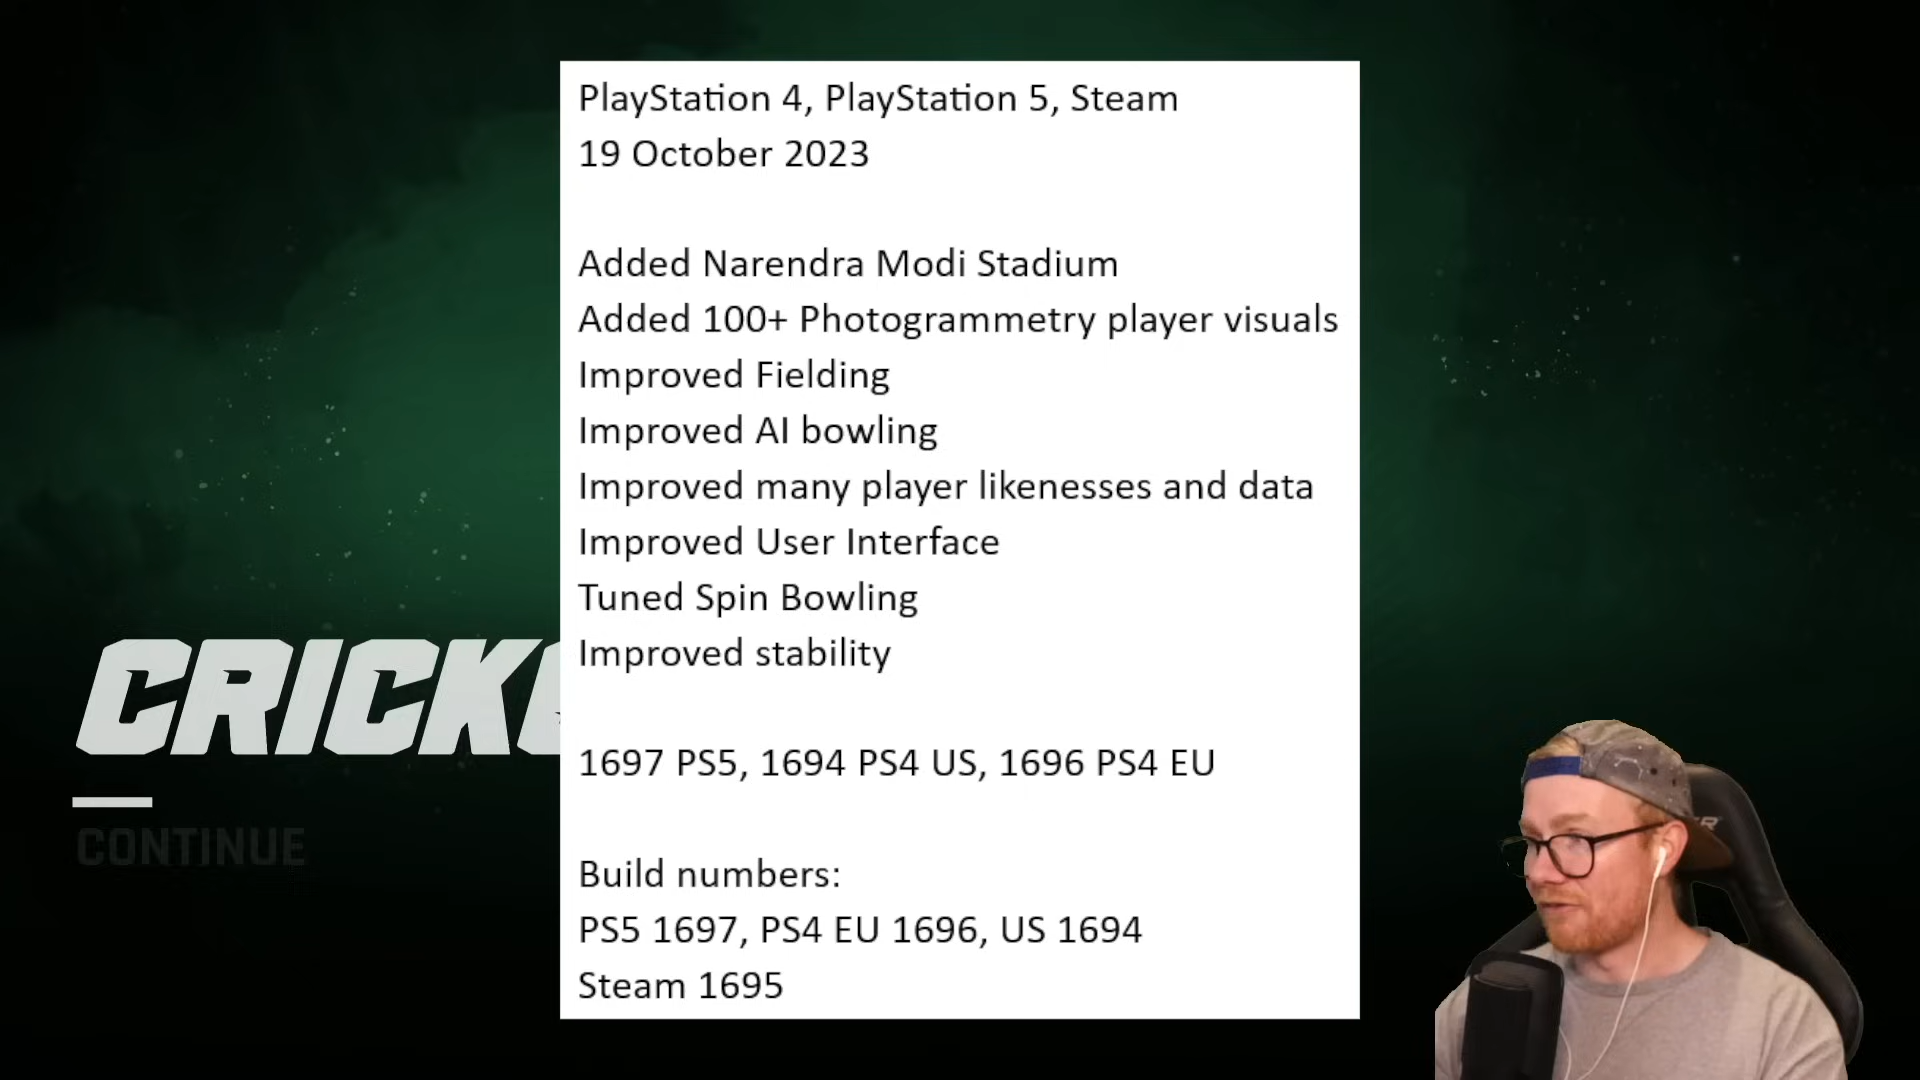 PlayStation 4, PlayStation 5, Steam
19 October 2023
Added Narendra Modi Stadium
Added 100+ Photogrammetry player visuals
Improved Fielding
Improved AI bowling
Improved many player likenesses and data
Improved User Interface
Tuned Spin Bowling
Improved stability
1697 PS5, 1694 PS4 US, 1696 PS4 EU
Build numbers:
PS5 1697, PS4 EU 1696, US 1694
Steam 1695
CRICK
CONTINUE